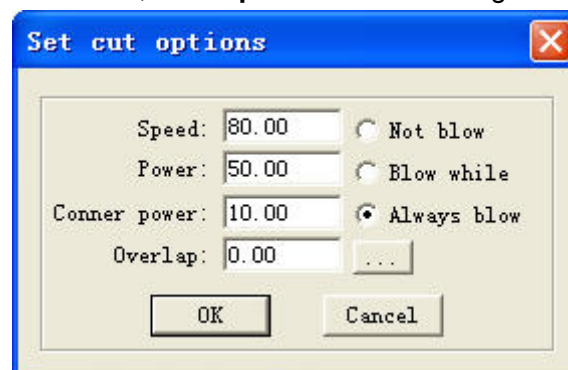 Set cut options
Speed: 80.00 Not blow
Power: 50.00 Blow while
Conner power: 10.00 Always blow
Overlap: 0.00 ...
OK Cancel